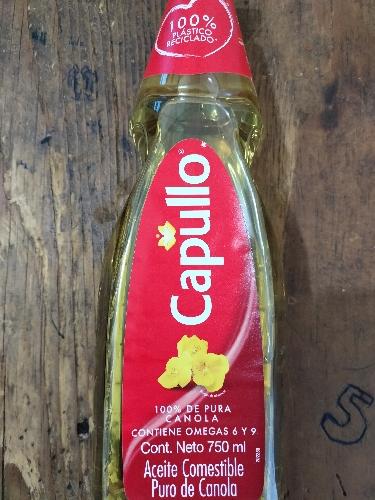 100%
PLÁSTICO
RECICLADO*
Capullo®
100% DE PURA
CANOLA
CONTIENE OMEGAS 6 Y 9
Cont. Neto 750 ml
Aceite Comestible
Puro de Canola